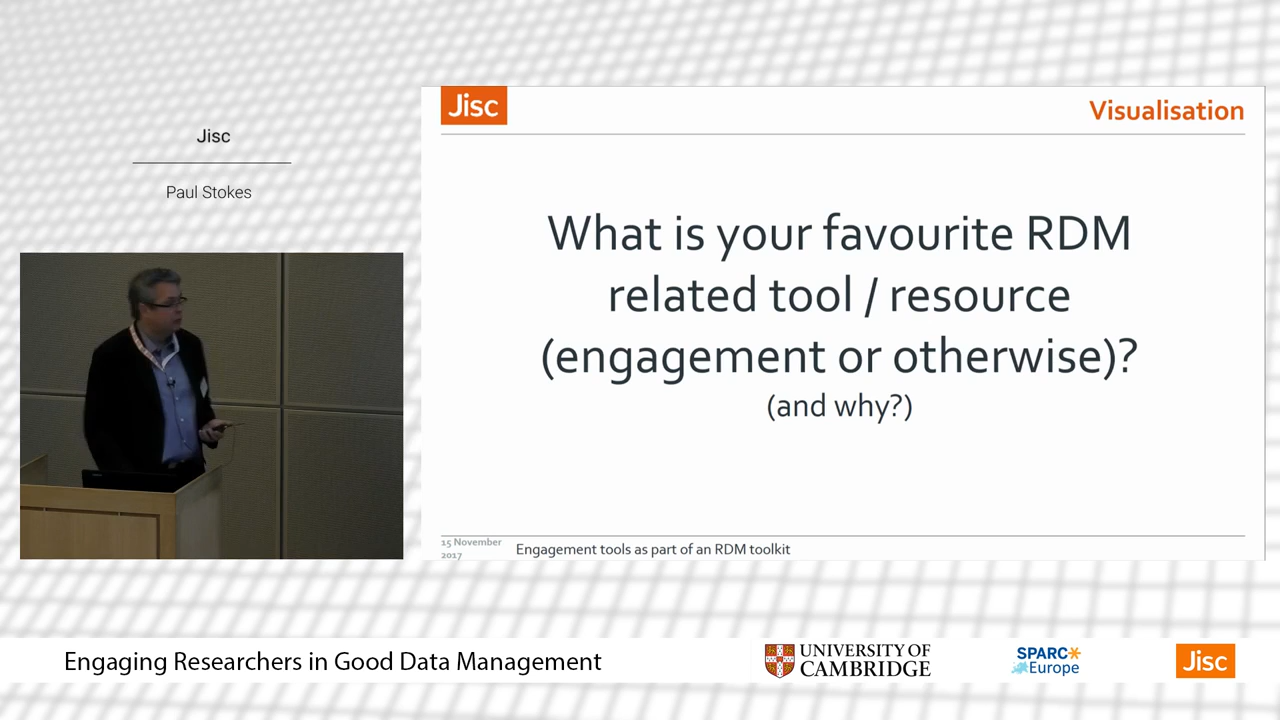 Jisc
Paul Stokes
Jisc
Visualisation
What is your favourite RDM
related tool / resource
(engagement or otherwise)?
(and why?)
15 November
2017
Engagement tools as part of an RDM toolkit
Engaging Researchers in Good Data Management
UNIVERSITY OF
CAMBRIDGE
SPARC
Europe
Jisc